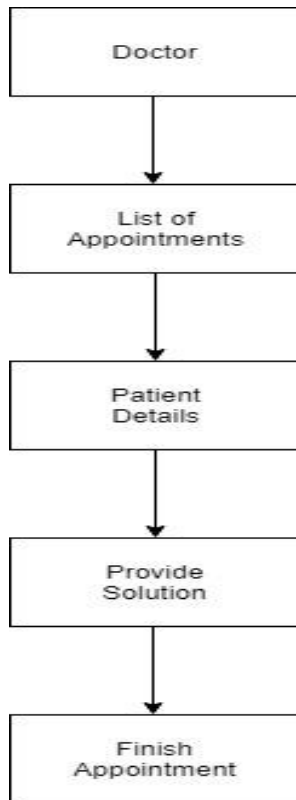 Doctor
List of
Appointments
Patient
Details
Provide
Solution
Finish
Appointment